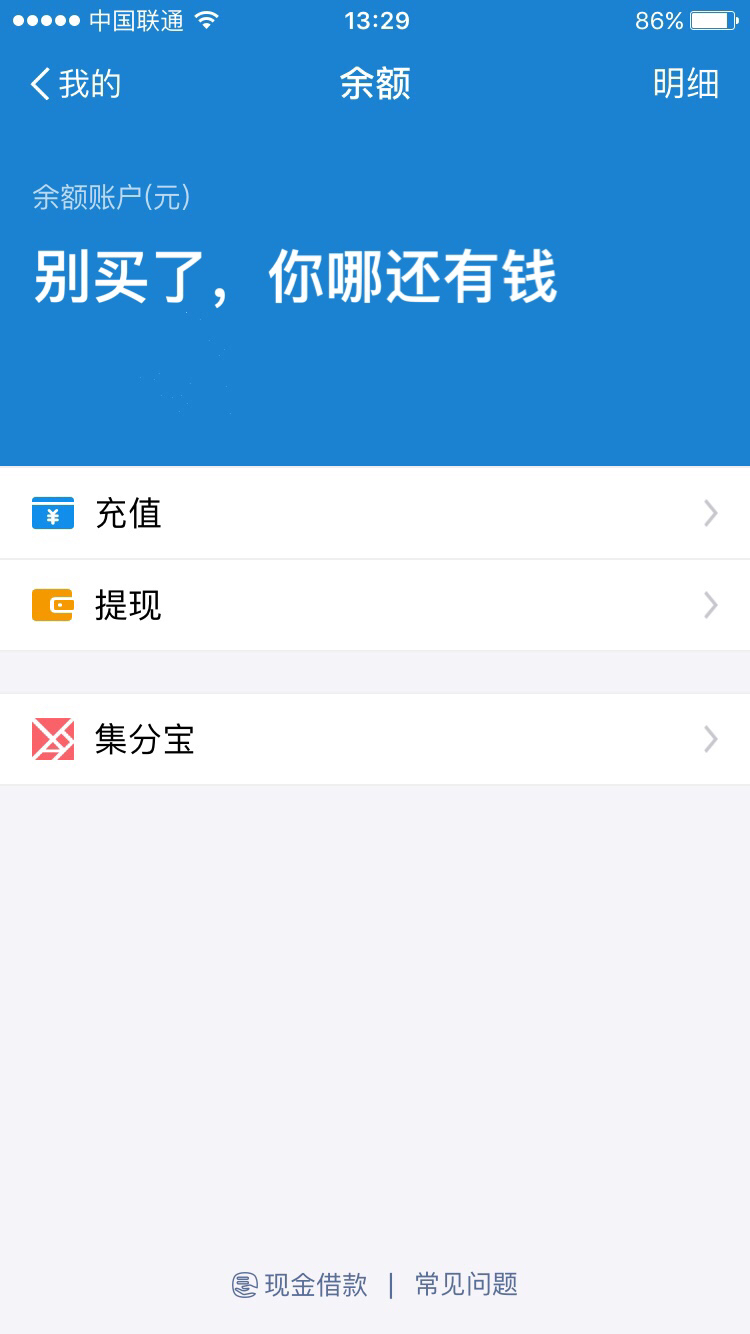 中国联通 13:29 86%
我的 余额 明细
余额账户(元)
别买了，你哪还有钱
充值
提现
集分宝
现金借款 | 常见问题